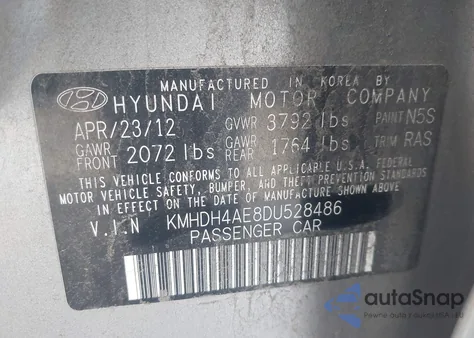 MANUFACTURED IN KOREA BY
HYUNDAI MOTOR COMPANY
APR/23/12 GVWR 3792 lbs PAINT N5S
GAWR FRONT 2072 lbs GAWR REAR 1764 lbs TRIM RAS
THIS VEHICLE CONFORMS TO ALL APPLICABLE U.S.A. FEDERAL
MOTOR VEHICLE SAFETY, BUMPER, AND THEFT PREVENTION STANDARDS
IN EFFECT ON THE DATE OF MANUFACTURE SHOWN ABOVE.
V.I.N KMHDH4AE8DU528486
PASSENGER CAR
autoSnap